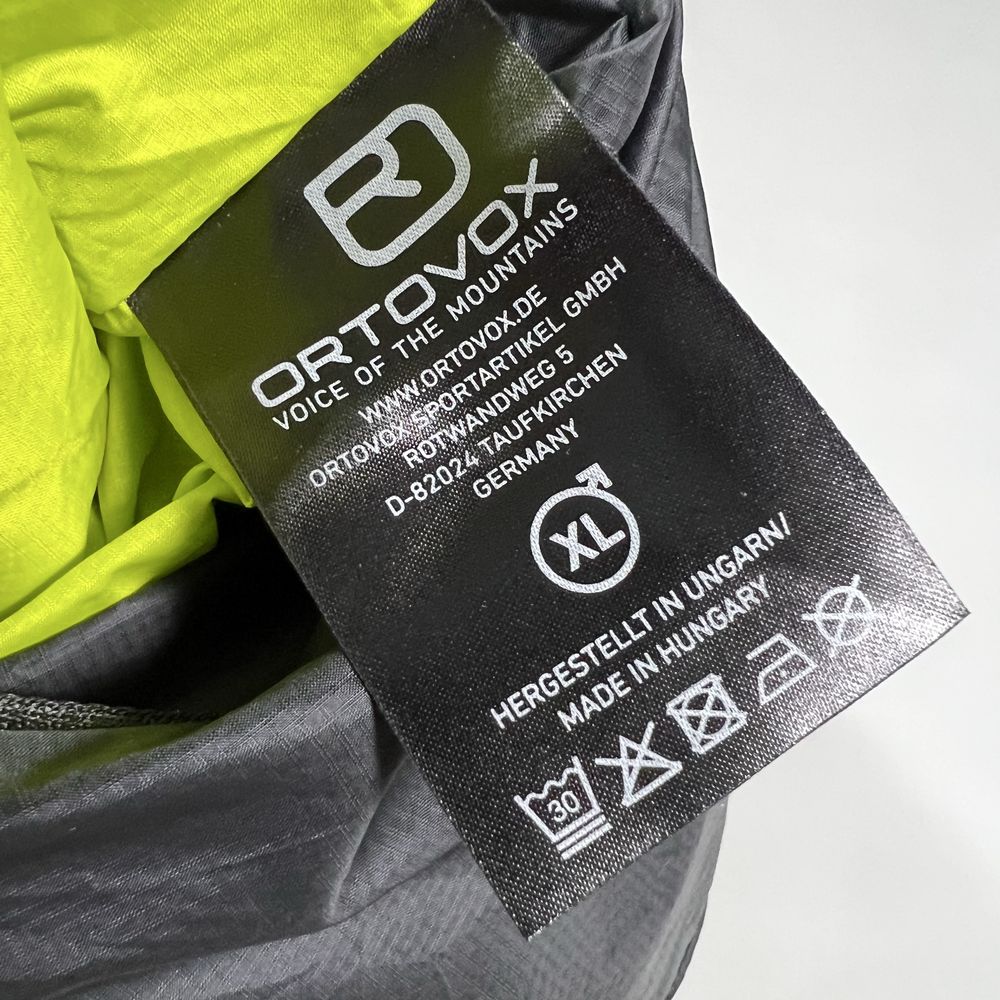 ORTOVOX
VOICE OF THE MOUNTAINS
WWW.ORTOVOX.DE
ORTOVOX SPORTARTIKEL GMBH
ROTWANDWEG 5
D-82024 TAUFKIRCHEN
GERMANY
XL
HERGESTELLT IN UNGARN/
MADE IN HUNGARY
30